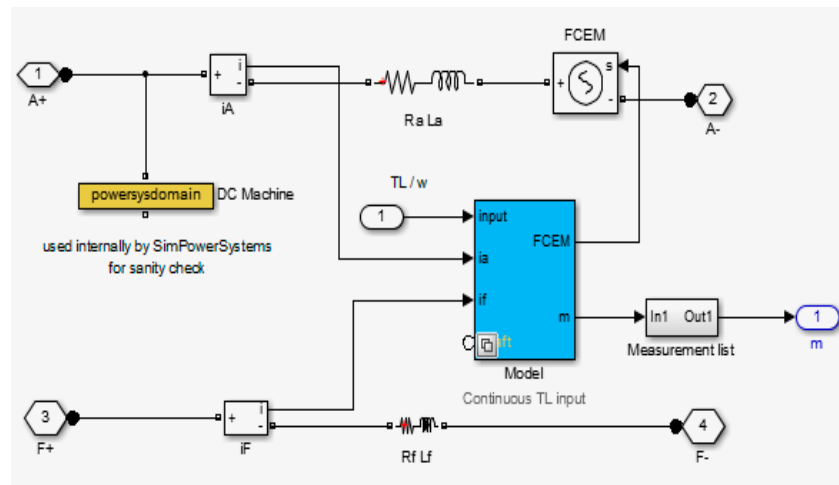 FCEM
1
A+
+
i
-
iA
Ra La
+
s
-
2
A-
powersysdomain
DC Machine
used internally by SimPowerSystems
for sanity check
TL / w
1
input
FCEM
ia
if
m
Model
Continuous TL input
In1
Out1
Measurement list
1
m
3
F+
+
i
-
iF
Rf Lf
4
F-